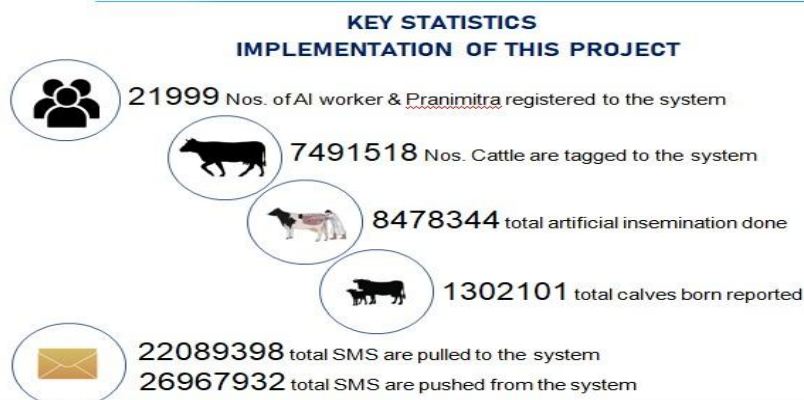 KEY STATISTICS
IMPLEMENTATION OF THIS PROJECT
21999 Nos. of AI worker & Pranimitra registered to the system
7491518 Nos. Cattle are tagged to the system
8478344 total artificial insemination done
1302101 total calves born reported
22089398 total SMS are pulled to the system
26967932 total SMS are pushed from the system